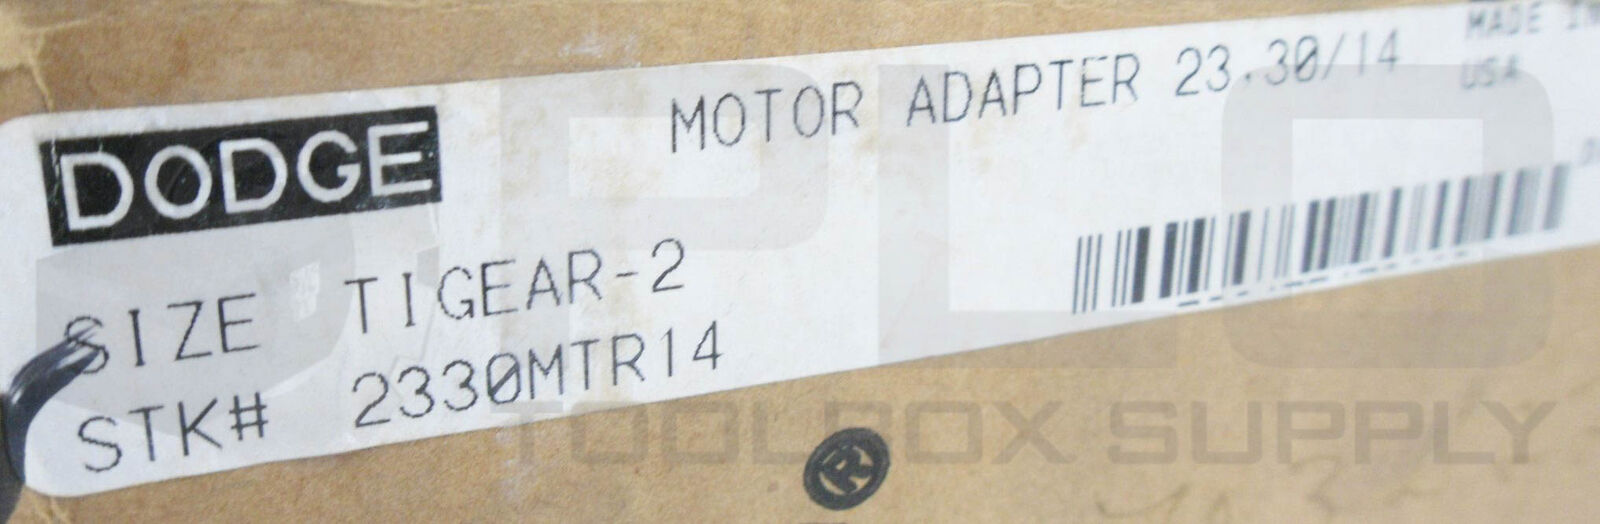 DODGE
MOTOR ADAPTER 23.30/14
MADE IN
USA
SIZE TIGEAR-2
STK# 2330MTR14
®
TOOLBOX SUPPLY